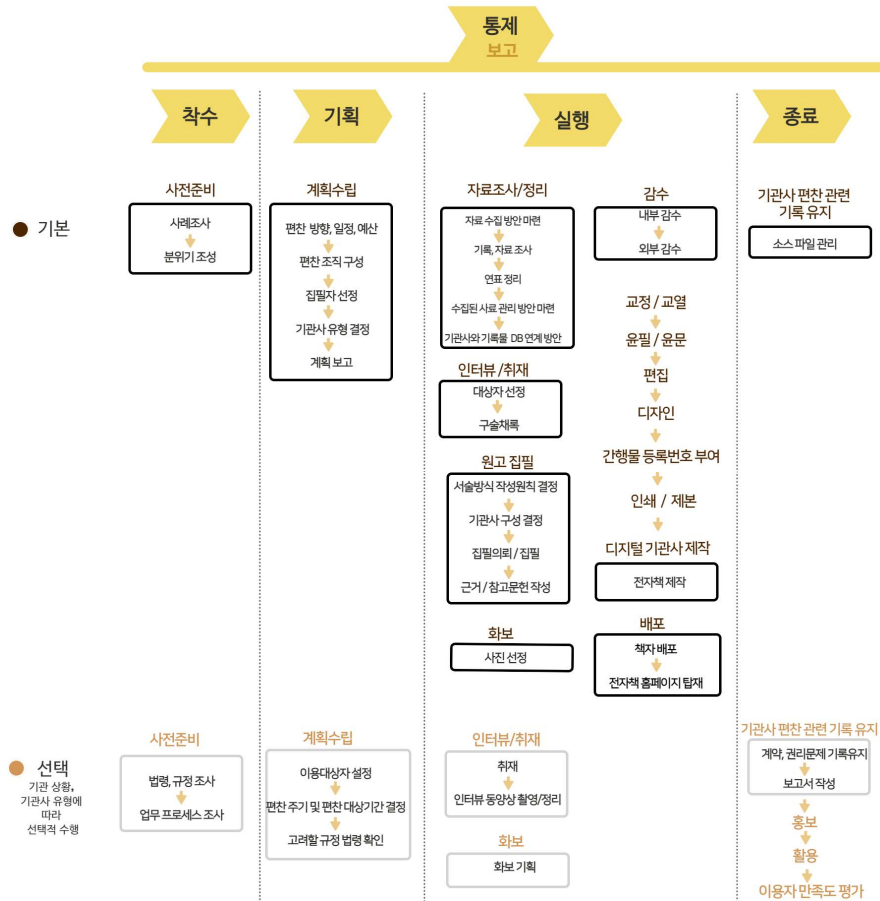 통제
보고
착수
기획
실행
종료
기본
사전준비
사례조사
분위기 조성
계획수립
편찬 방향, 일정, 예산
편찬 조직 구성
집필자 선정
기관사 유형 결정
계획 보고
자료조사/정리
자료 수집 방안 마련
기록, 자료 조사
연표 정리
수집된 사료 관리 방안 마련
기관사와 기록물 DB 연계 방안
인터뷰 /취재
대상자 선정
구술채록
원고 집필
서술방식 작성원칙 결정
기관사 구성 결정
집필의뢰 / 집필
근거 / 참고문헌 작성
화보
사진 선정
감수
내부 감수
외부 감수
교정 / 교열
윤필 / 윤문
편집
디자인
간행물 등록번호 부여
인쇄 / 제본
디지털 기관사 제작
전자책 제작
배포
책자 배포
전자책 홈페이지 탑재
기관사 편찬 관련
기록 유지
소스 파일 관리
선택
기관 상황,
기관사 유형에
따라
선택적 수행
사전준비
법령, 규정 조사
업무 프로세스 조사
계획수립
이용대상자 설정
편찬 주기 및 편찬 대상기간 결정
고려할 규정 법령 확인
인터뷰/취재
취재
인터뷰 동양상 촬영/정리
화보
화보 기획
기관사 편찬 관련 기록 유지
계약, 권리문제 기록유지
보고서 작성
홍보
활용
이용자 만족도 평가